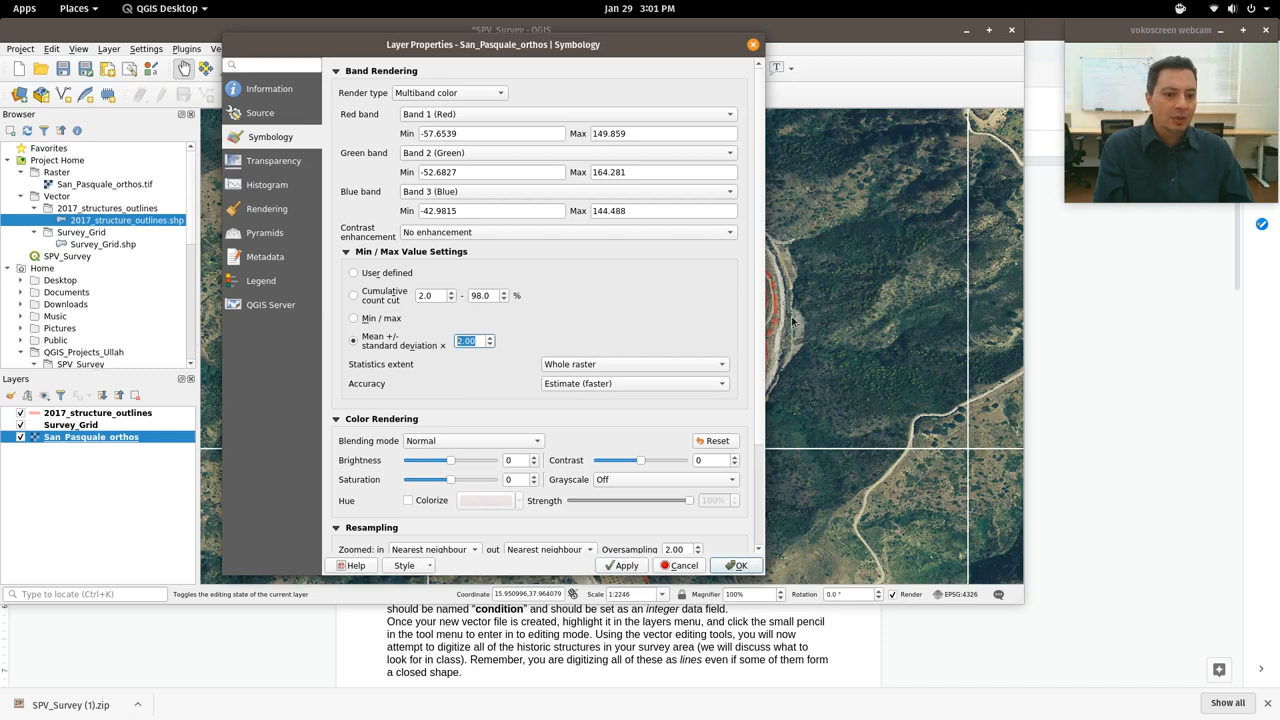 Apps
Places
QGIS Desktop
Jan 29 3:01 PM
*SPV_Survey - QGIS
vokoscreen webcam
Layer Properties - San_Pasquale_orthos | Symbology
Project Edit View Layer Settings Plugins
Information
Source
Symbology
Transparency
Histogram
Rendering
Pyramids
Metadata
Legend
QGIS Server
Band Rendering
Render type Multiband color
Red band Band 1 (Red)
Min -57.6539 Max 149.859
Green band Band 2 (Green)
Min -52.6827 Max 164.281
Blue band Band 3 (Blue)
Min -42.9815 Max 144.488
Contrast
enhancement No enhancement
Min / Max Value Settings
User defined
Cumulative
count cut 2.0 - 98.0 %
Min / max
Mean +/-
standard deviation × 2.00
Statistics extent Whole raster
Accuracy Estimate (faster)
Color Rendering
Blending mode Normal Reset
Brightness 0 Contrast 0
Saturation 0 Grayscale Off
Hue Colorize Strength 100%
Resampling
Zoomed: in Nearest neighbour out Nearest neighbour Oversampling 2.00
Help Style Apply Cancel OK
Browser
Favorites
Project Home
Raster
San_Pasquale_orthos.tif
Vector
2017_structures_outlines
2017_structure_outlines.shp
Survey_Grid
Survey_Grid.shp
SPV_Survey
Home
Desktop
Documents
Downloads
Music
Pictures
Public
QGIS_Projects_Ullah
SPV_Survey
Layers
2017_structure_outlines
Survey_Grid
San_Pasquale_orthos
Type to locate (Ctrl+K)
Toggles the editing state of the current layer
Coordinate 15.950996,37.964079
Scale 1:2246
Magnifier 100%
Rotation 0.0 °
Render
EPSG:4326
should be named “condition” and should be set as an integer data field.
Once your new vector file is created, highlight it in the layers menu, and click the small pencil
in the tool menu to enter in to editing mode. Using the vector editing tools, you will now
attempt to digitize all of the historic structures in your survey area (we will discuss what to
look for in class). Remember, you are digitizing all of these as lines even if some of them form
a closed shape.
SPV_Survey (1).zip
Show all